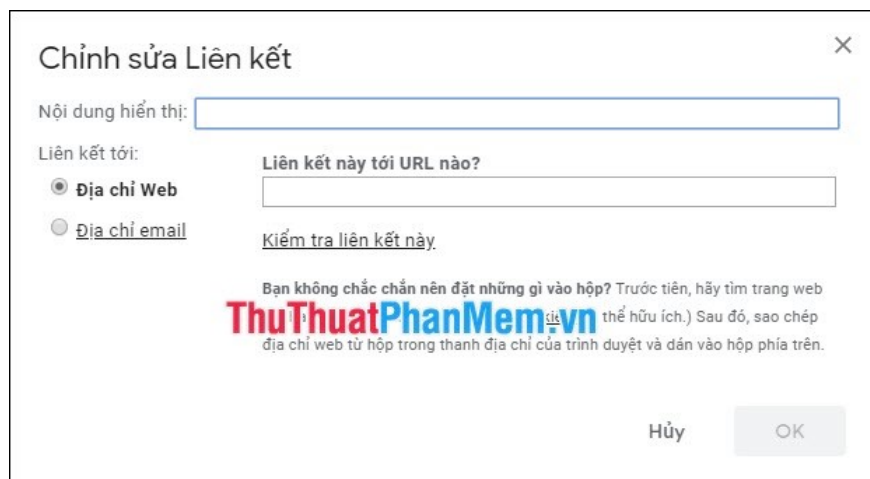 Chỉnh sửa Liên kết
Nội dung hiển thị:
Liên kết tới:
Địa chỉ Web
Địa chỉ email
Liên kết này tới URL nào?
Kiểm tra liên kết này
Bạn không chắc chắn nên đặt những gì vào hộp? Trước tiên, hãy tìm trang web
ThuThuatPhanMem.vn
thể hữu ích.) Sau đó, sao chép
địa chỉ web từ hộp trong thanh địa chỉ của trình duyệt và dán vào hộp phía trên.
Hủy
OK